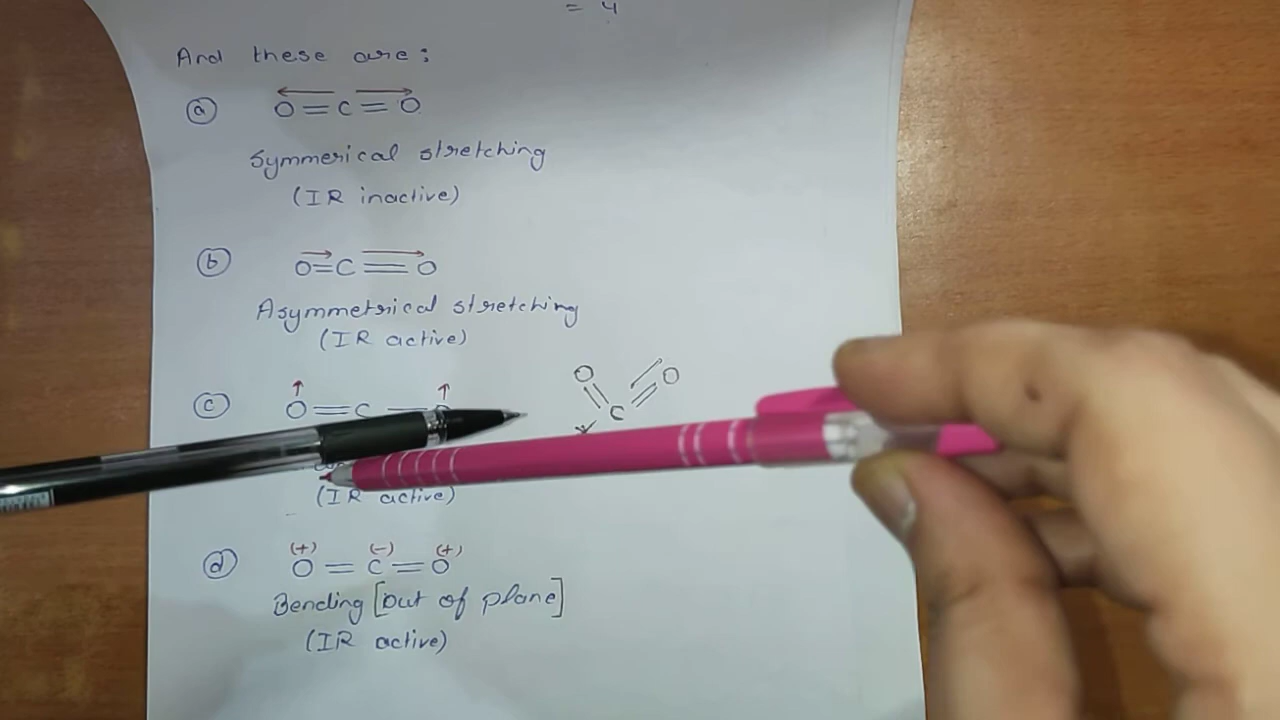 = 4
And these are:
(a) O=C=O
Symmerical stretching
(IR inactive)
(b) O=C=O
Asymmetrical stretching
(IR active)
(c) O=C
O C O
(IR active)
(+) (-) (+)
(d) O=C=O
Bending [out of plane]
(IR active)